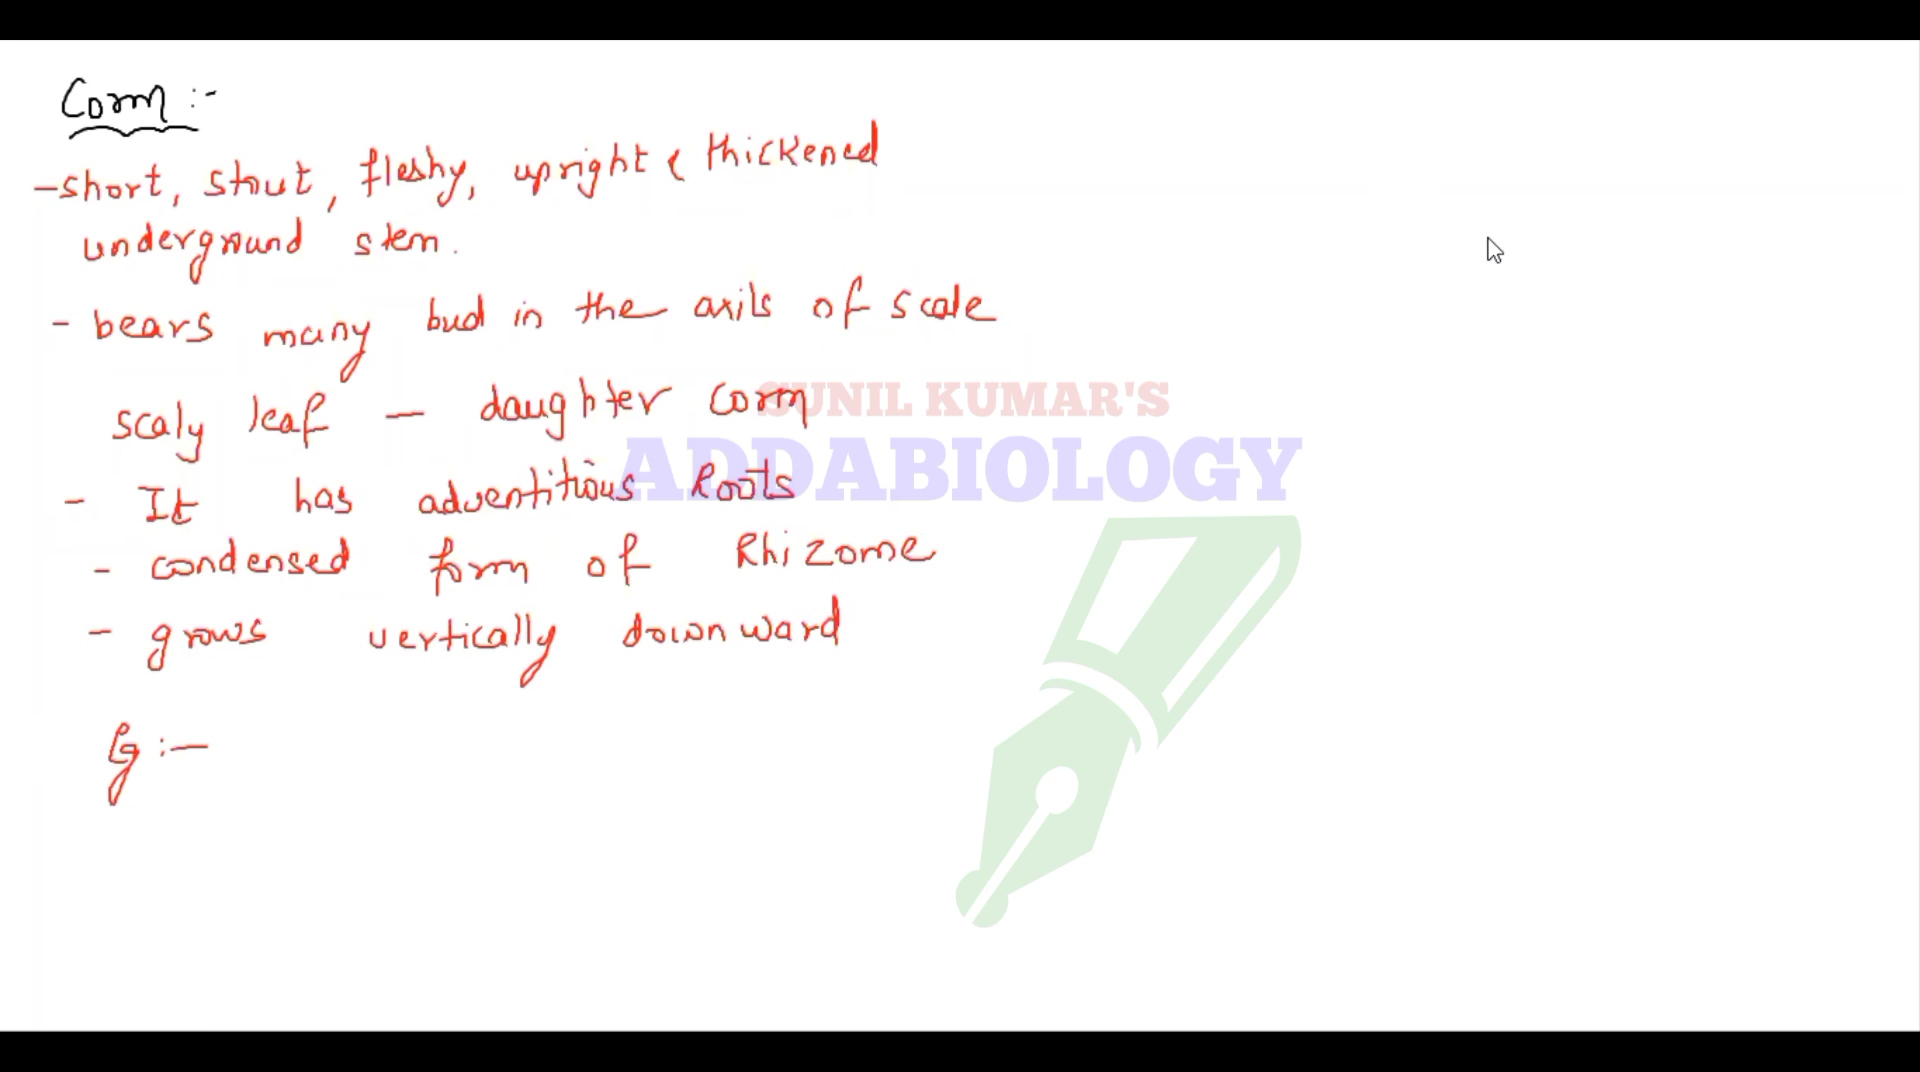 Corm :-
- short, stout, fleshy, upright & thickened
underground stem.
- bears many bud in the axils of scale
scaly leaf — daughter corm
SUNIL KUMAR'S
ADDABIOLOGY
- It has adventitious Roots
- condensed form of Rhizome
- grows vertically downward
Eg :—